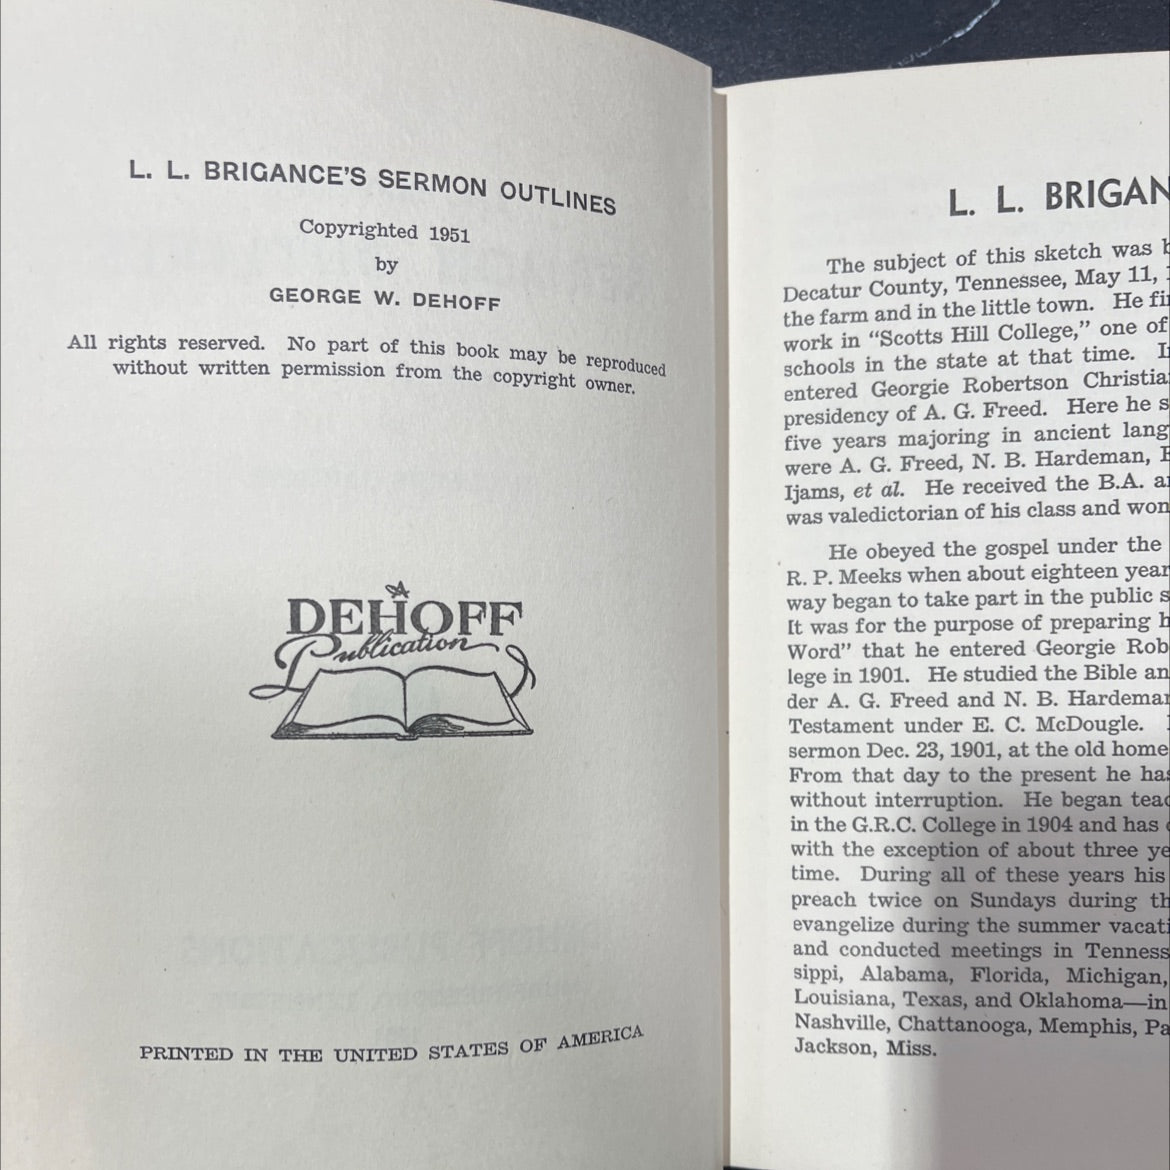 L. L. BRIGANCE'S SERMON OUTLINES
Copyrighted 1951
by
GEORGE W. DEHOFF
All rights reserved. No part of this book may be reproduced
without written permission from the copyright owner.
A
DEHOFF
Publication
PRINTED IN THE UNITED STATES OF AMERICA
L. L. BRIGAN
The subject of this sketch was b
Decatur County, Tennessee, May 11, 1
the farm and in the little town. He fi
work in "Scotts Hill College," one of
schools in the state at that time. I
entered Georgie Robertson Christia
presidency of A. G. Freed. Here he s
five years majoring in ancient lang
were A. G. Freed, N. B. Hardeman,
Ijams, et al. He received the B.A. a
was valedictorian of his class and won
He obeyed the gospel under the
R. P. Meeks when about eighteen year
way began to take part in the public s
It was for the purpose of preparing h
Word" that he entered Georgie Rob
lege in 1901. He studied the Bible an
der A. G. Freed and N. B. Hardeman
Testament under E. C. McDougle.
sermon Dec. 23, 1901, at the old home
From that day to the present he has
without interruption. He began teac
in the G.R.C. College in 1904 and has
with the exception of about three ye
time. During all of these years his
preach twice on Sundays during th
evangelize during the summer vacati
and conducted meetings in Tenness
sippi, Alabama, Florida, Michigan,
Louisiana, Texas, and Oklahoma—in
Nashville, Chattanooga, Memphis, Pa
Jackson, Miss.